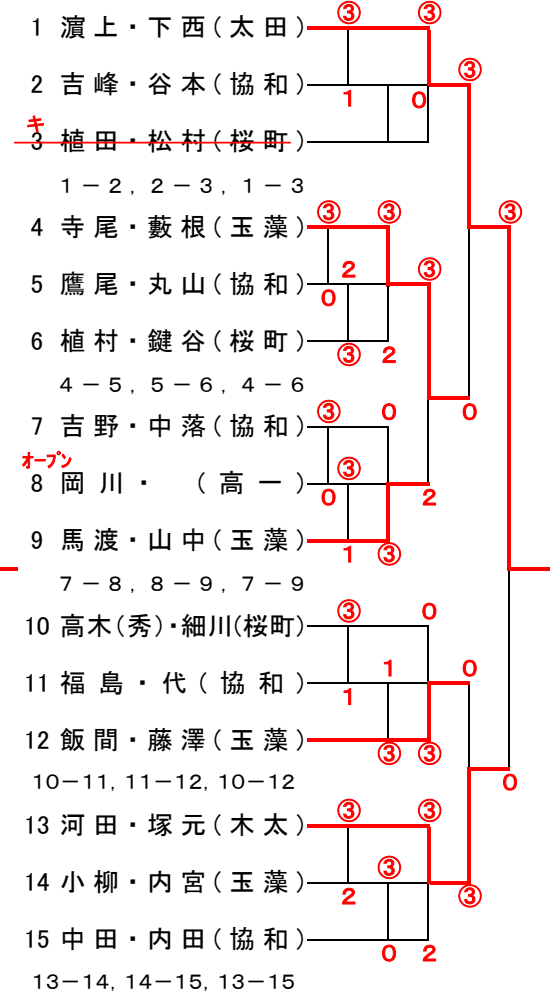 ③ ③
1 濵上・下西(太田)
③
2 吉峰・谷本(協和)
1 0
キ
3 植田・松村(桜町)
1－2, 2－3, 1－3
③ ③ ③
4 寺尾・藪根(玉藻)
2 ③
5 鷹尾・丸山(協和)
0
6 植村・鍵谷(桜町)
③ 2
4－5, 5－6, 4－6
③ 0 0
7 吉野・中落(協和)
オープン
③
8 岡川・ (高一)
0 2
9 馬渡・山中(玉藻)
1 ③
7－8, 8－9, 7－9
③ 0
10 高木(秀)・細川(桜町)
1 0
11 福島・代(協和)
1
12 飯間・藤澤(玉藻)
③ ③
10－11, 11－12, 10－12
0
③ ③
13 河田・塚元(木太)
③
14 小柳・内宮(玉藻)
2 ③
15 中田・内田(協和)
0 2
13－14, 14－15, 13－15